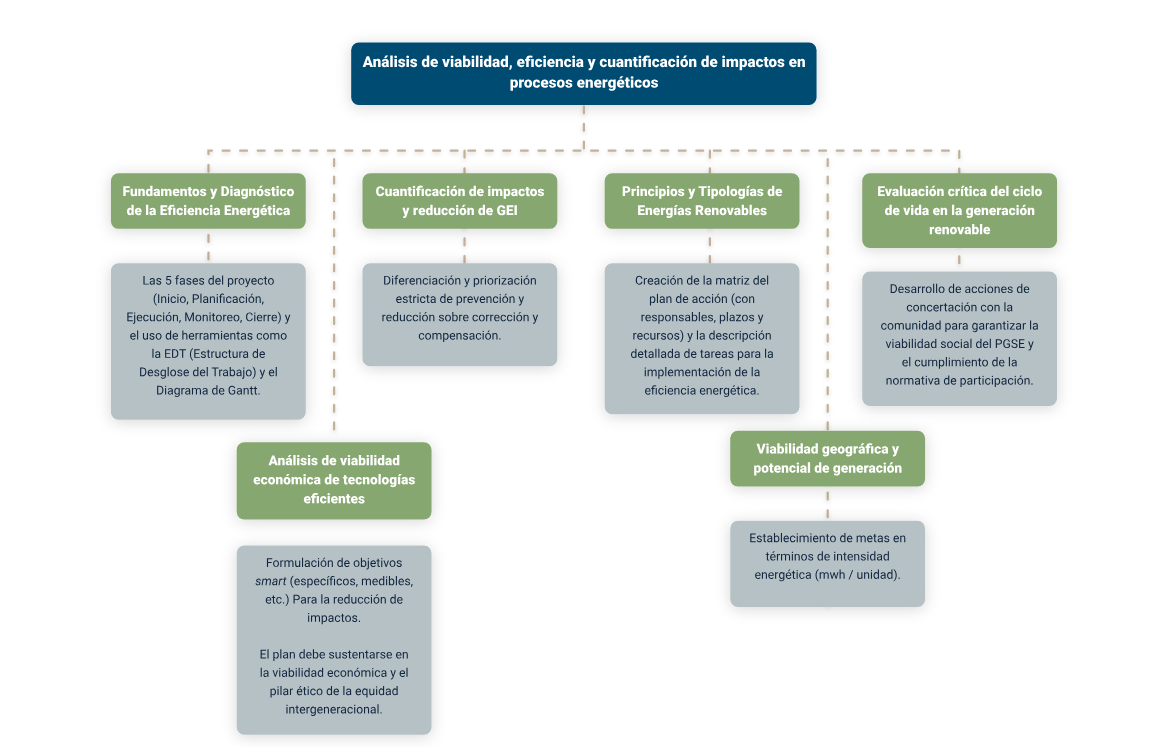 Análisis de viabilidad, eficiencia y cuantificación de impactos en
procesos energéticos
Fundamentos y Diagnóstico
de la Eficiencia Energética
Las 5 fases del proyecto
(Inicio, Planificación,
Ejecución, Monitoreo, Cierre) y
el uso de herramientas como
la EDT (Estructura de
Desglose del Trabajo) y el
Diagrama de Gantt.
Análisis de viabilidad
económica de tecnologías
eficientes
Formulación de objetivos
smart (específicos, medibles,
etc.) Para la reducción de
impactos.
El plan debe sustentarse en
la viabilidad económica y el
pilar ético de la equidad
intergeneracional.
Cuantificación de impactos
y reducción de GEI
Diferenciación y priorización
estricta de prevención y
reducción sobre corrección y
compensación.
Principios y Tipologías de
Energías Renovables
Creación de la matriz del
plan de acción (con
responsables, plazos y
recursos) y la descripción
detallada de tareas para la
implementación de la
eficiencia energética.
Viabilidad geográfica y
potencial de generación
Establecimiento de metas en
términos de intensidad
energética (mwh / unidad).
Evaluación crítica del ciclo
de vida en la generación
renovable
Desarrollo de acciones de
concertación con la
comunidad para garantizar la
viabilidad social del PGSE y
el cumplimiento de la
normativa de participación.